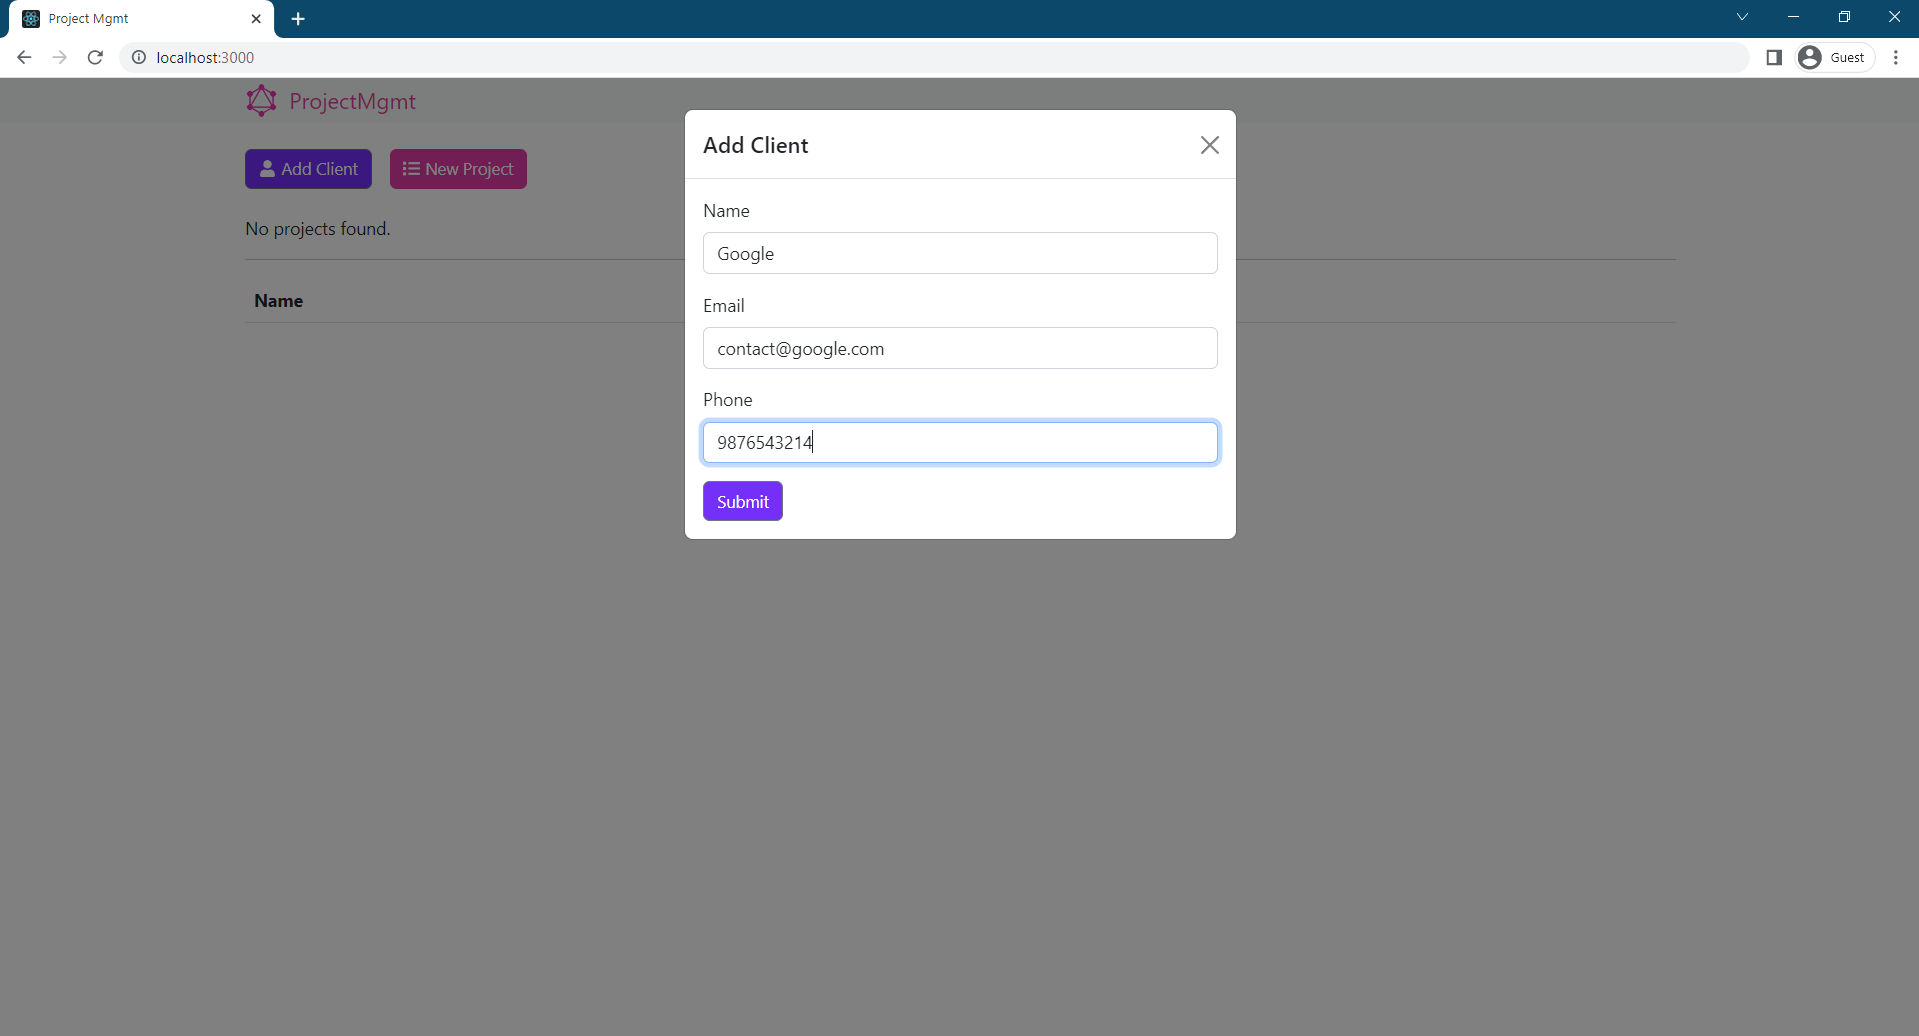 Project Mgmt
localhost:3000
Guest
ProjectMgmt
Add Client
New Project
No projects found.
Name
Add Client
Name
Google
Email
contact@google.com
Phone
9876543214
Submit